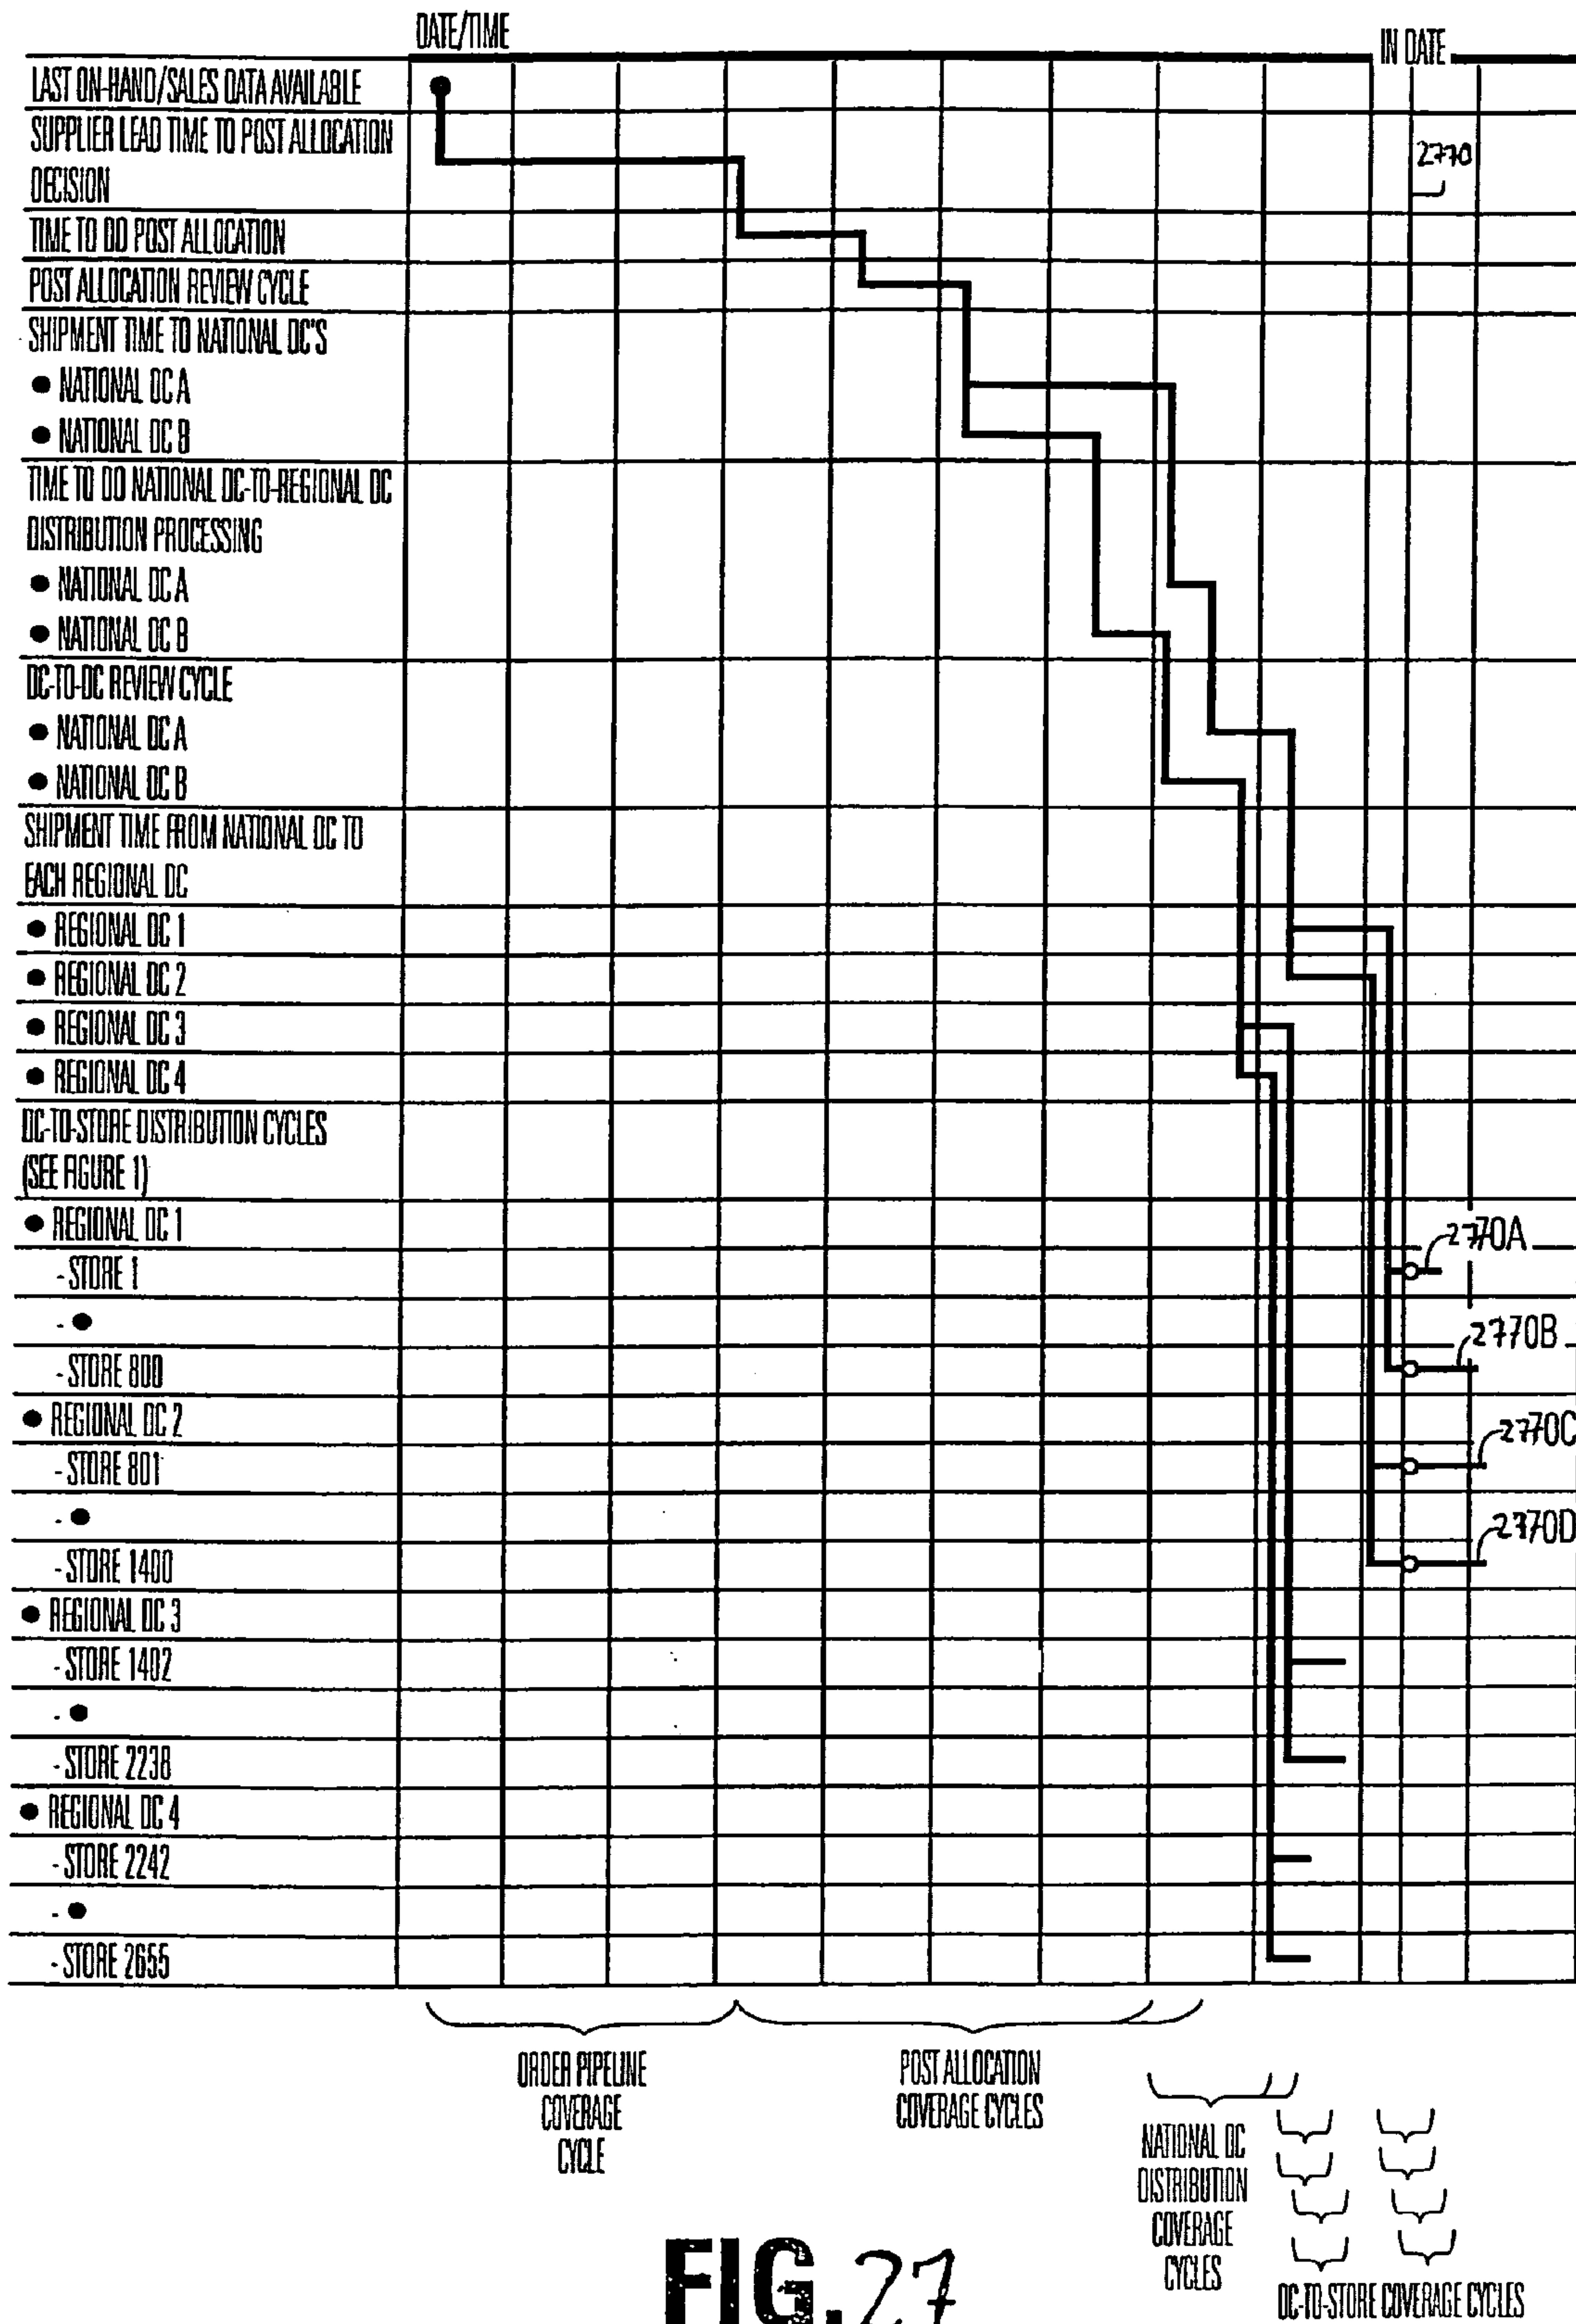 DATE/TIME
IN DATE
LAST ON-HAND/SALES DATA AVAILABLE
SUPPLIER LEAD TIME TO POST ALLOCATION
DECISION
2770
TIME TO DO POST ALLOCATION
POST ALLOCATION REVIEW CYCLE
SHIPMENT TIME TO NATIONAL DC'S
● NATIONAL DC A
● NATIONAL DC B
TIME TO DO NATIONAL DC-TO-REGIONAL DC
DISTRIBUTION PROCESSING
● NATIONAL DC A
● NATIONAL DC B
DC-TO-DC REVIEW CYCLE
● NATIONAL DC A
● NATIONAL DC B
SHIPMENT TIME FROM NATIONAL DC TO
EACH REGIONAL DC
● REGIONAL DC 1
● REGIONAL DC 2
● REGIONAL DC 3
● REGIONAL DC 4
DC-TO-STORE DISTRIBUTION CYCLES
(SEE FIGURE 1)
● REGIONAL DC 1
2770A
- STORE 1
- ●
2770B
- STORE 800
● REGIONAL DC 2
2770C
- STORE 801
- ●
2770D
- STORE 1400
● REGIONAL DC 3
- STORE 1402
- ●
- STORE 2238
● REGIONAL DC 4
- STORE 2242
- ●
- STORE 2655
ORDER PIPELINE
COVERAGE
CYCLE
POST ALLOCATION
COVERAGE CYCLES
NATIONAL DC
DISTRIBUTION
COVERAGE
CYCLES
DC-TO-STORE COVERAGE CYCLES
FIG. 27